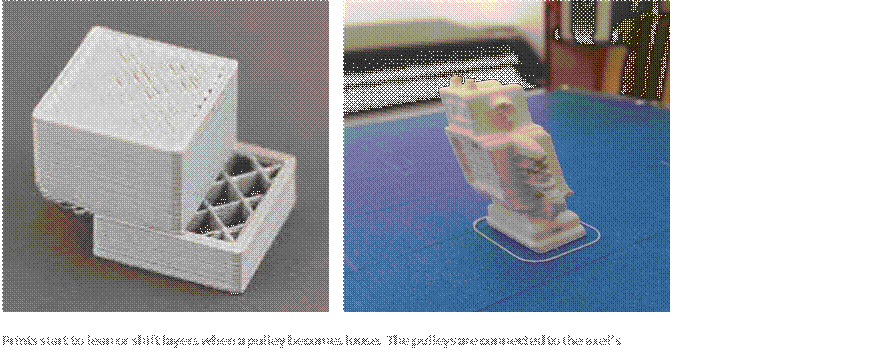 Prints start to lean or shift layers when a pulley becomes loose. The pulleys are connected to the axel's